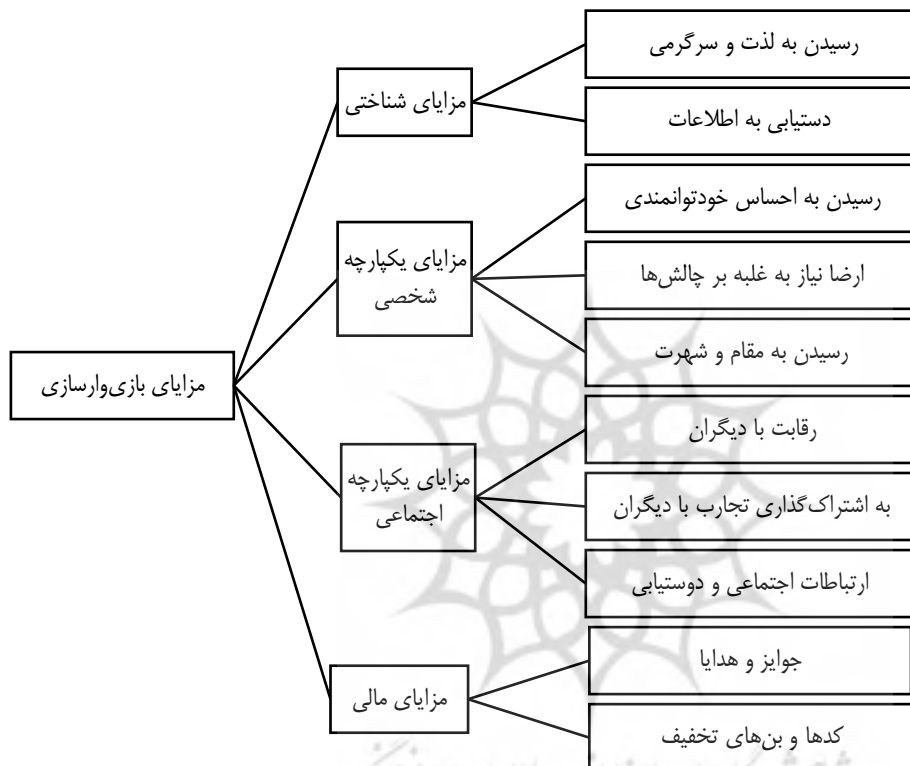 مزایای بازی‌وارسازی
مزایای شناختی
رسیدن به لذت و سرگرمی
دستیابی به اطلاعات
مزایای یکپارچه
شخصی
رسیدن به احساس خودتوانمندی
ارضا نیاز به غلبه بر چالش‌ها
رسیدن به مقام و شهرت
مزایای یکپارچه
اجتماعی
رقابت با دیگران
به اشتراک‌گذاری تجارب با دیگران
ارتباطات اجتماعی و دوستیابی
مزایای مالی
جوایز و هدایا
کدها و بن‌های تخفیف